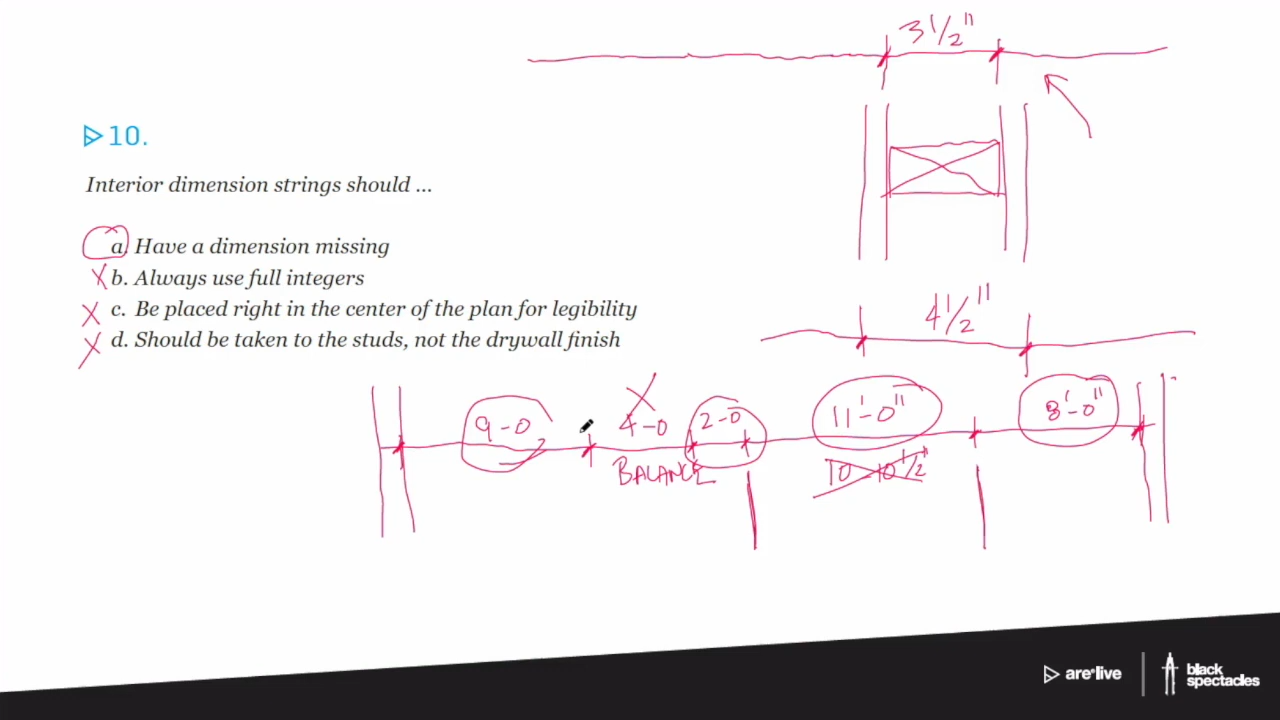 3 1/2"
10.
Interior dimension strings should ...
a. Have a dimension missing
X b. Always use full integers
X c. Be placed right in the center of the plan for legibility
X d. Should be taken to the studs, not the drywall finish
4 1/2"
X
9-0 4-0 2-0 11'-0" 8'-0"
BALANCE 10-10 1/2"
are live
black
spectacles